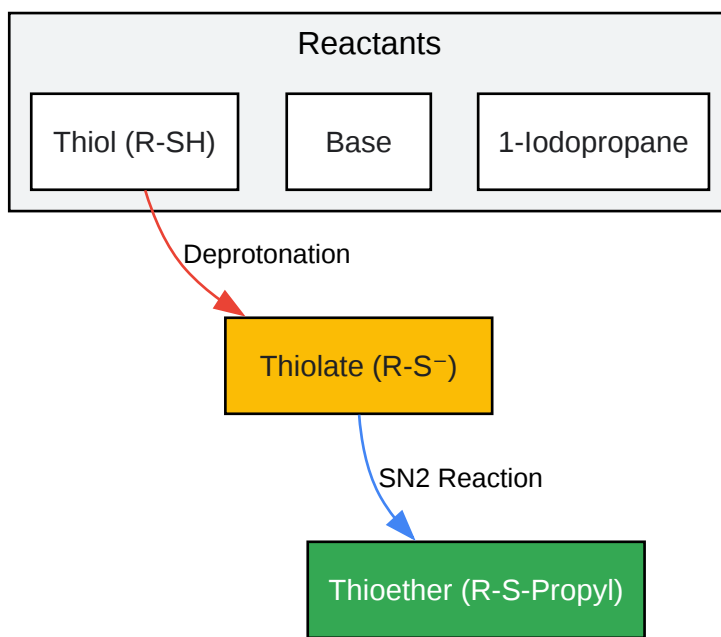 Reactants
Thiol (R-SH)
Base
1-Iodopropane
Deprotonation
Thiolate (R-S⁻)
SN2 Reaction
Thioether (R-S-Propyl)